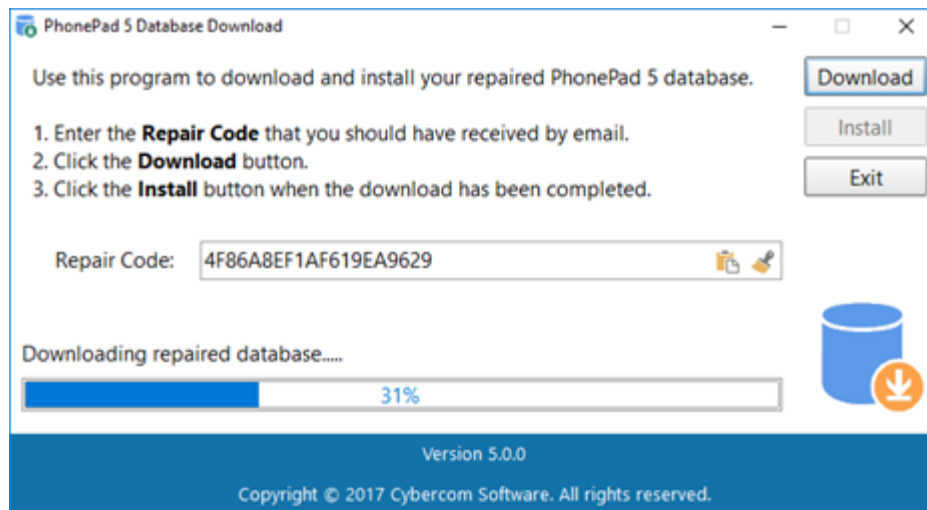 PhonePad 5 Database Download
Use this program to download and install your repaired PhonePad 5 database.
Download
1. Enter the Repair Code that you should have received by email.
Install
2. Click the Download button.
3. Click the Install button when the download has been completed.
Exit
Repair Code: 4F86A8EF1AF619EA9629
Downloading repaired database.....
31%
Version 5.0.0
Copyright © 2017 Cybercom Software. All rights reserved.